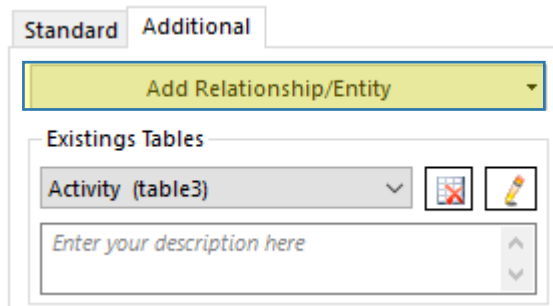 Standard Additional
Add Relationship/Entity
Existings Tables
Activity (table3)
Enter your description here